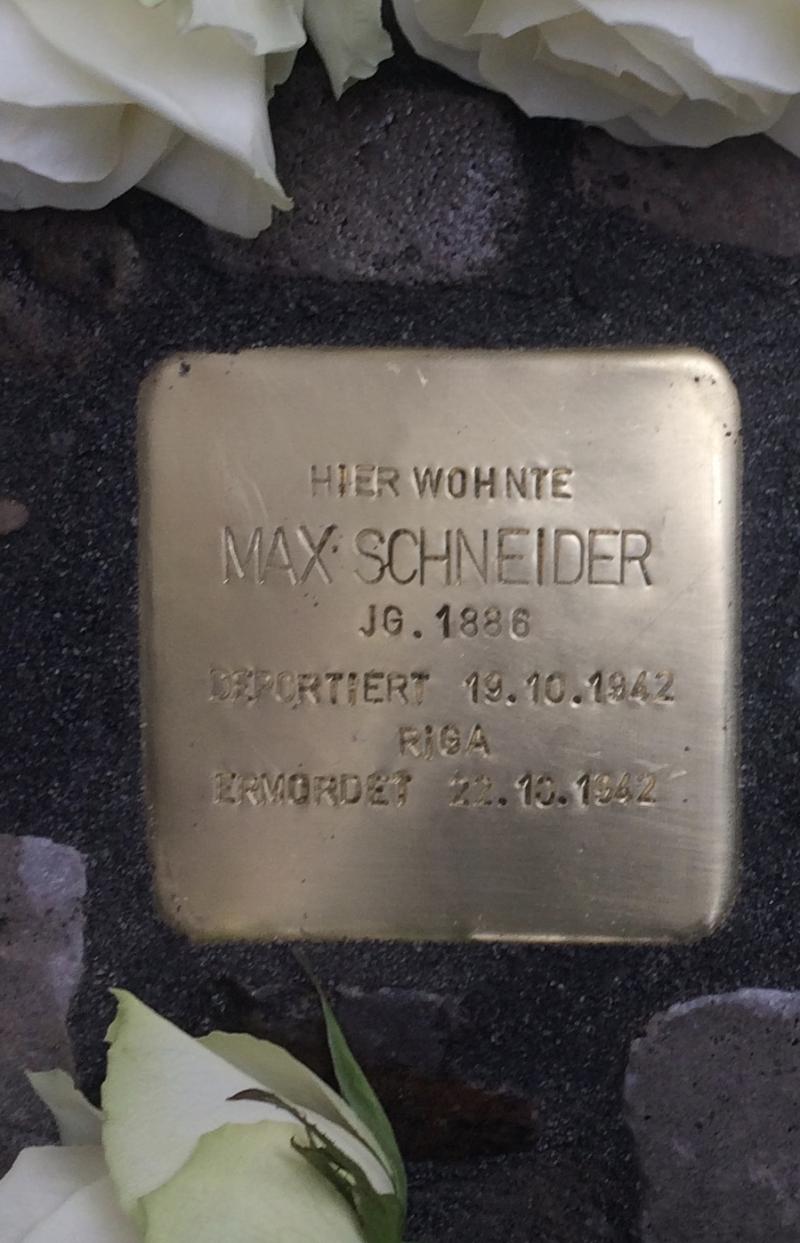 HIER WOHNTE
MAX SCHNEIDER
JG. 1886
DEPORTIERT 19.10.1942
RIGA
ERMORDET 22.10.1942